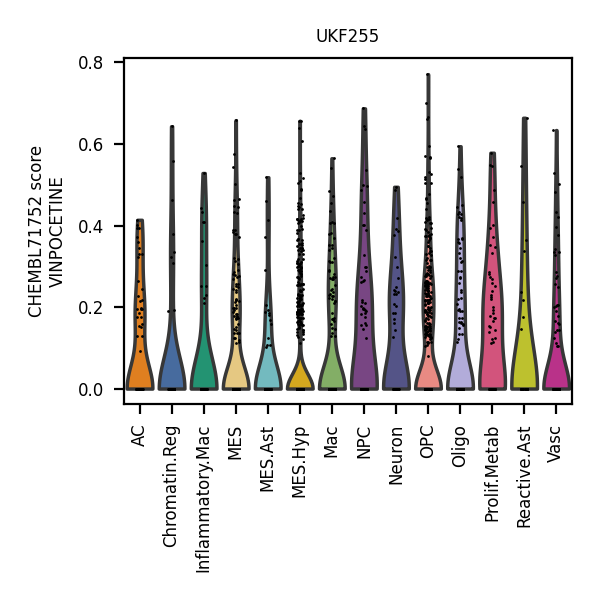 UKF255
CHEMBL71752 score
VINPOCETINE
0.8
0.6
0.4
0.2
0.0
AC
Chromatin.Reg
Inflammatory.Mac
MES
MES.Ast
MES.Hyp
Mac
NPC
Neuron
OPC
Oligo
Prolif.Metab
Reactive.Ast
Vasc